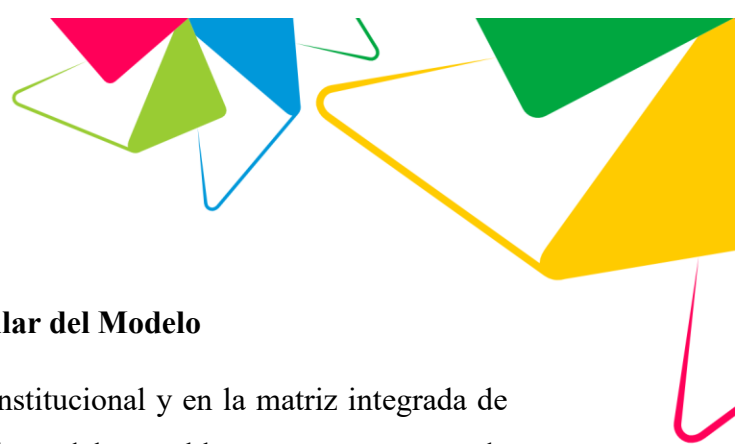 lar del Modelo
nstitucional y en la matriz integrada de